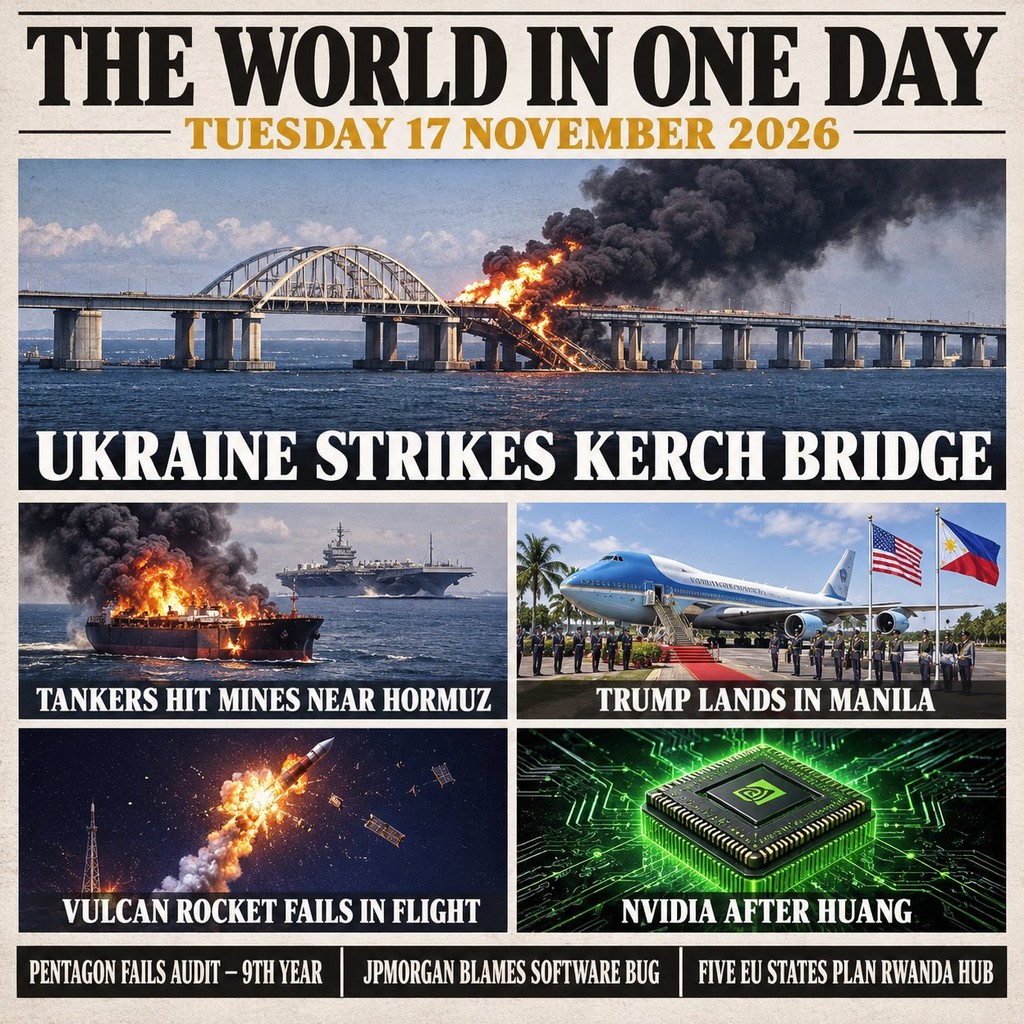 THE WORLD IN ONE DAY
TUESDAY 17 NOVEMBER 2026
UKRAINE STRIKES KERCH BRIDGE
TANKERS HIT MINES NEAR HORMUZ
TRUMP LANDS IN MANILA
VULCAN ROCKET FAILS IN FLIGHT
NVIDIA AFTER HUANG
PENTAGON FAILS AUDIT – 9TH YEAR
JPMORGAN BLAMES SOFTWARE BUG
FIVE EU STATES PLAN RWANDA HUB